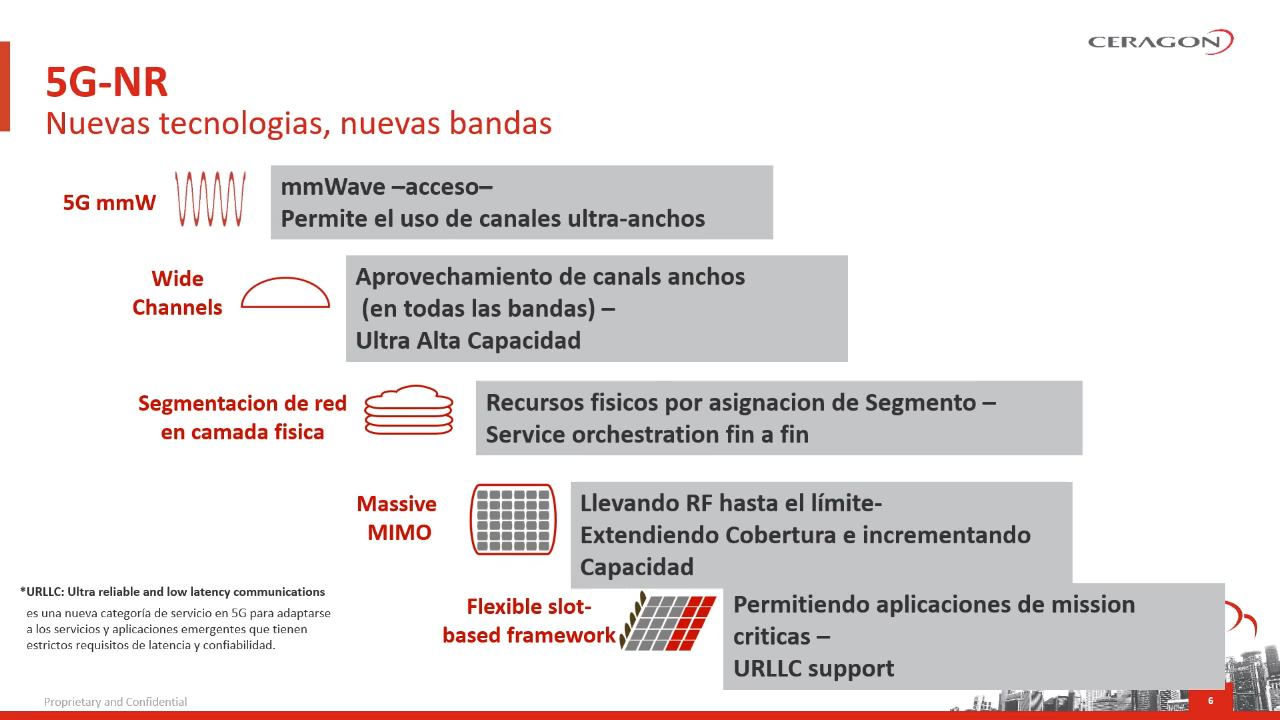 CERAGON
5G-NR
Nuevas tecnologias, nuevas bandas
5G mmW
mmWave –acceso–
Permite el uso de canales ultra-anchos
Wide
Channels
Aprovechamiento de canals anchos
(en todas las bandas) –
Ultra Alta Capacidad
Segmentacion de red
en camada fisica
Recursos fisicos por asignacion de Segmento –
Service orchestration fin a fin
Massive
MIMO
Llevando RF hasta el límite-
Extendiendo Cobertura e incrementando
Capacidad
Flexible slot-
based framework
Permitiendo aplicaciones de mission
criticas –
URLLC support
*URLLC: Ultra reliable and low latency communications
es una nueva categoría de servicio en 5G para adaptarse
a los servicios y aplicaciones emergentes que tienen
estrictos requisitos de latencia y confiabilidad.
Proprietary and Confidential
6